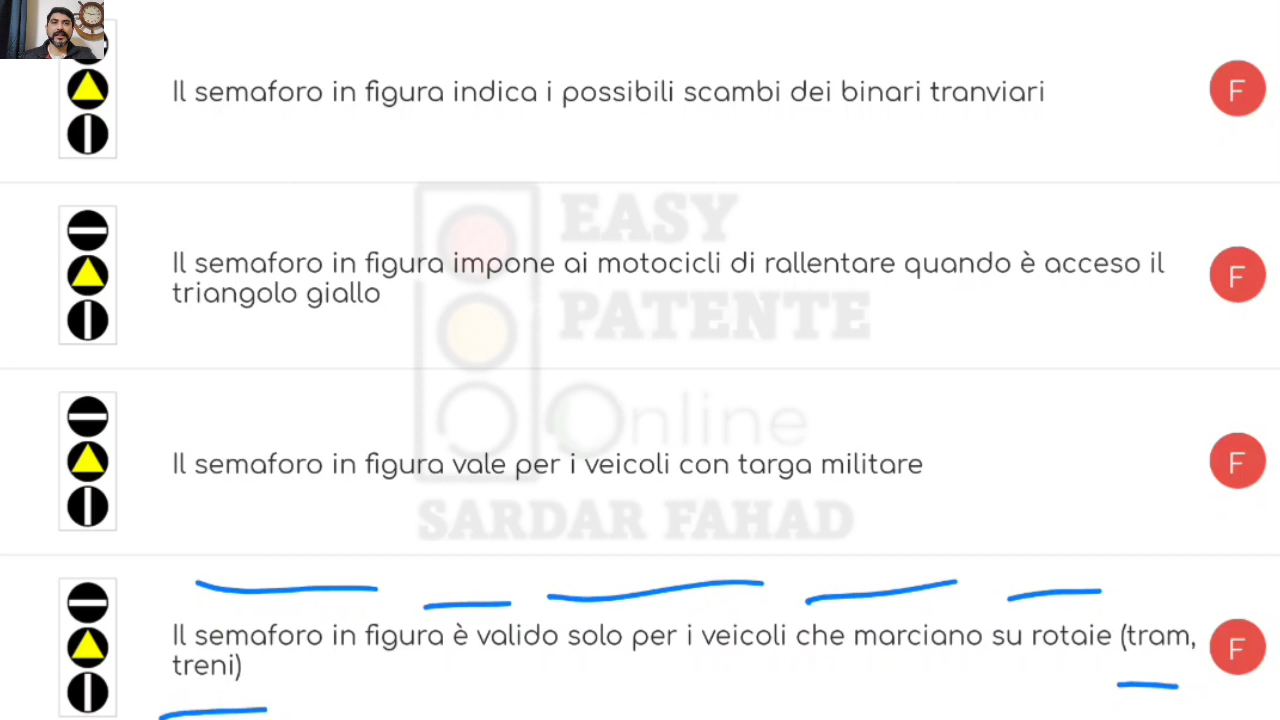 Il semaforo in figura indica i possibili scambi dei binari tranviari
F
EASY
PATENTE
Online
SARDAR FAHAD
Il semaforo in figura impone ai motocicli di rallentare quando è acceso il
triangolo giallo
F
Il semaforo in figura vale per i veicoli con targa militare
F
Il semaforo in figura è valido solo per i veicoli che marciano su rotaie (tram,
treni)
F